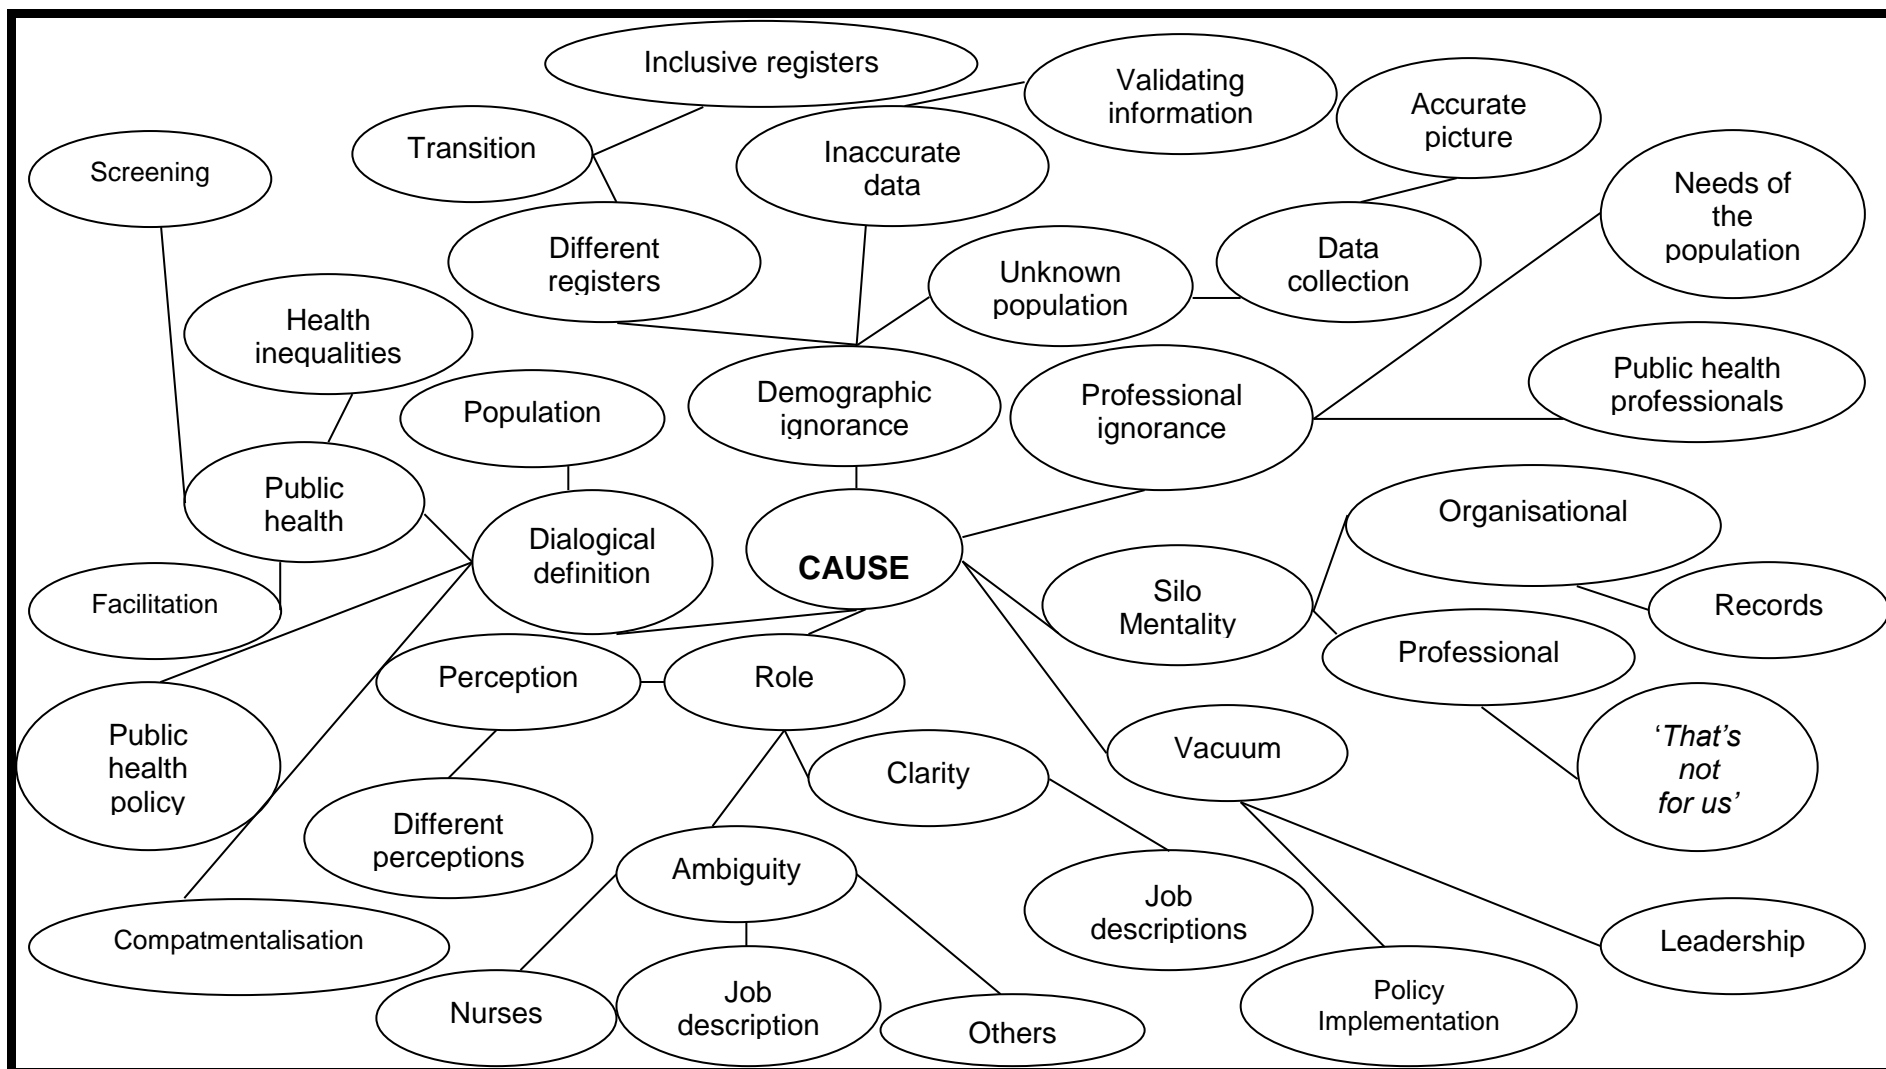 Inclusive registers
Validating
information
Accurate
picture
Transition
Inaccurate
data
Screening
Needs of
the
population
Different
registers
Unknown
population
Data
collection
Health
inequalities
Public health
professionals
Population
Demographic
ignorance
Professional
ignorance
Public
health
Organisational
Dialogical
definition
CAUSE
Silo
Mentality
Facilitation
Records
Professional
Perception
Role
Public
health
policy
Vacuum
‘That’s
not
for us’
Clarity
Different
perceptions
Ambiguity
Job
descriptions
Compatmentalisation
Leadership
Nurses
Job
description
Others
Policy
Implementation